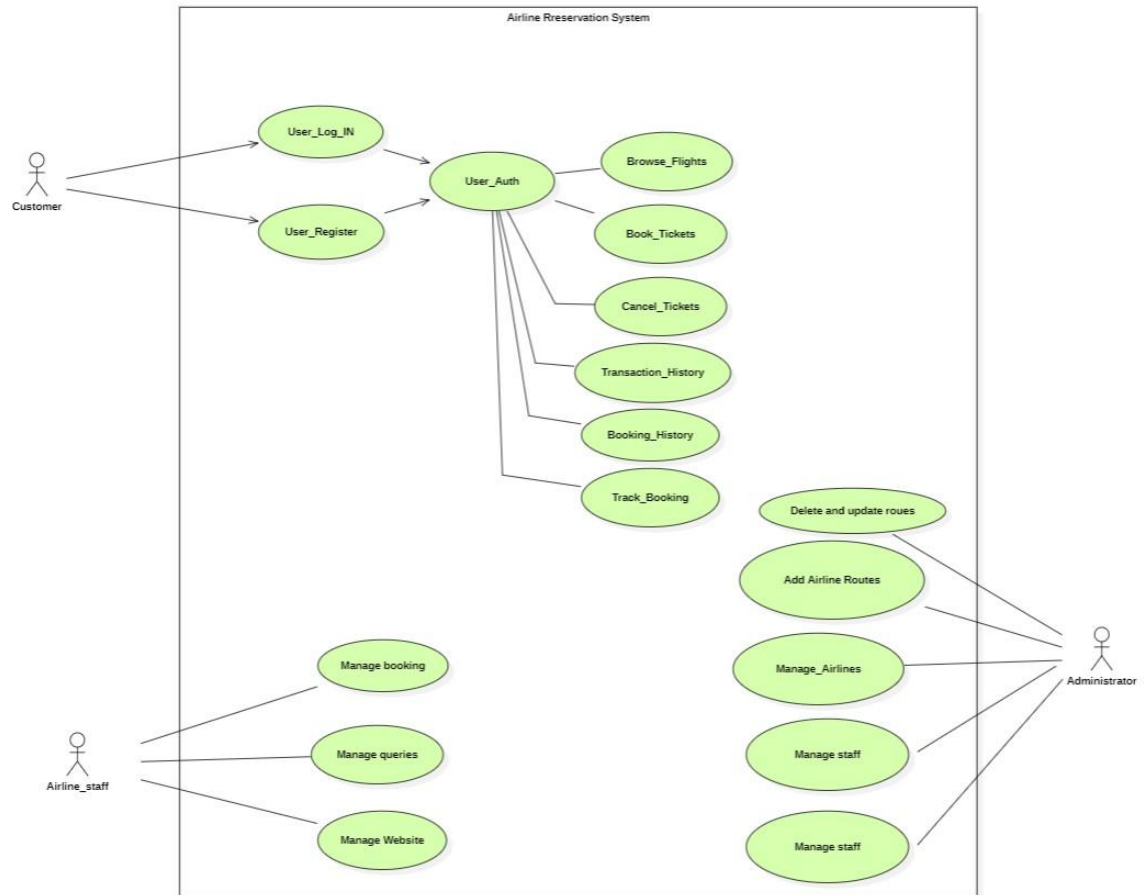 Airline Rreservation System
User_Log_IN
Customer
User_Register
User_Auth
Browse_Flights
Book_Tickets
Cancel_Tickets
Transaction_History
Booking_History
Track_Booking
Delete and update roues
Add Airline Routes
Manage_Airlines
Manage staff
Manage staff
Administrator
Manage booking
Manage queries
Manage Website
Airline_staff